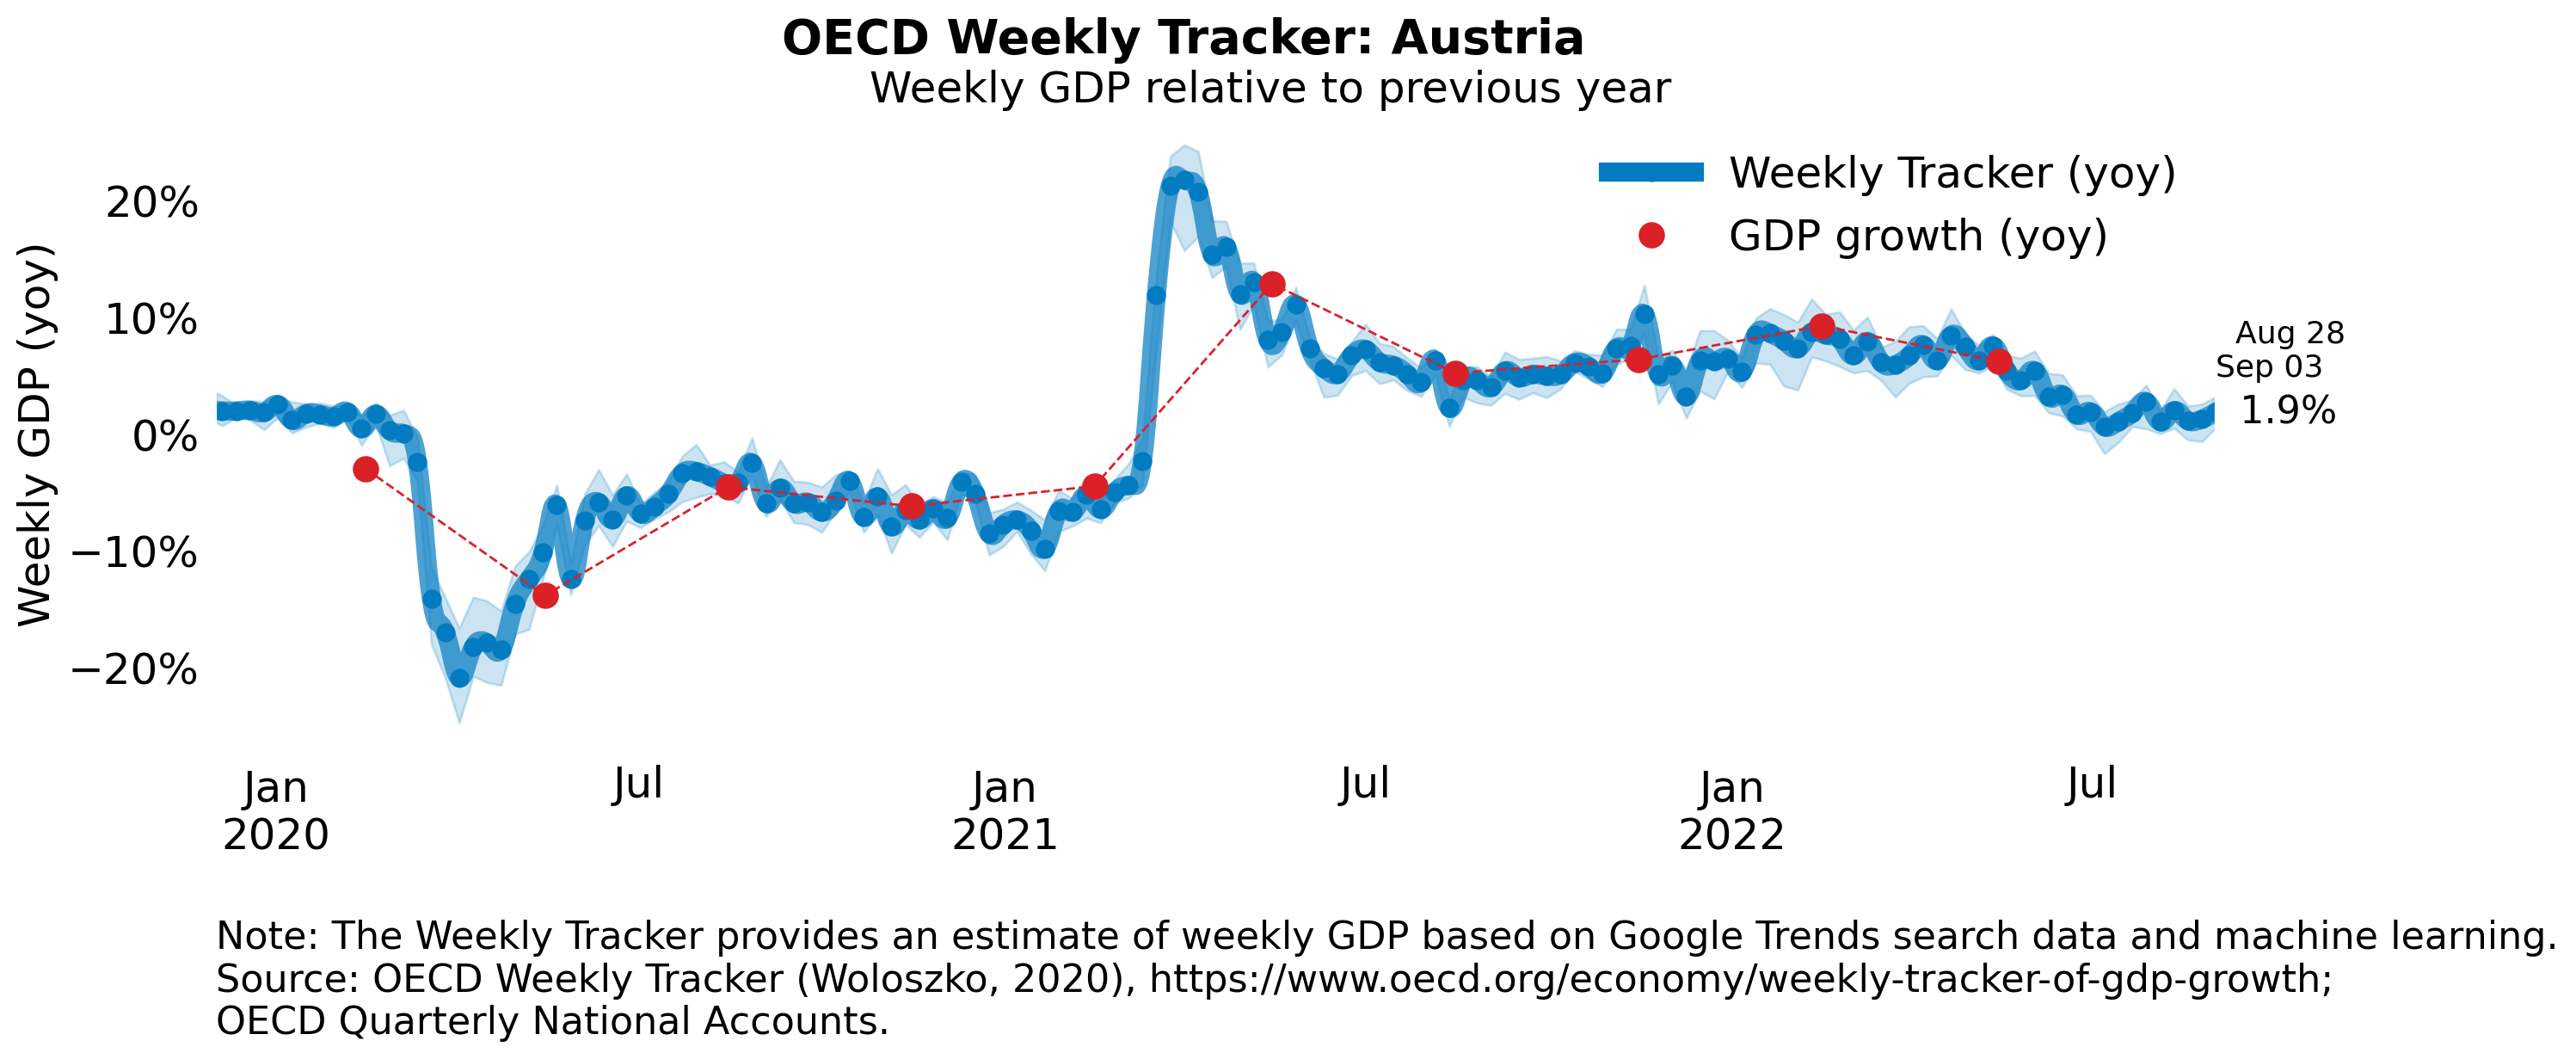 OECD Weekly Tracker: Austria
Weekly GDP relative to previous year
Weekly Tracker (yoy)
GDP growth (yoy)
Weekly GDP (yoy)
20%
10%
0%
−10%
−20%
Aug 28
Sep 03
1.9%
Jan
2020
Jul
Jan
2021
Jul
Jan
2022
Jul
Note: The Weekly Tracker provides an estimate of weekly GDP based on Google Trends search data and machine learning.
Source: OECD Weekly Tracker (Woloszko, 2020), https://www.oecd.org/economy/weekly-tracker-of-gdp-growth;
OECD Quarterly National Accounts.